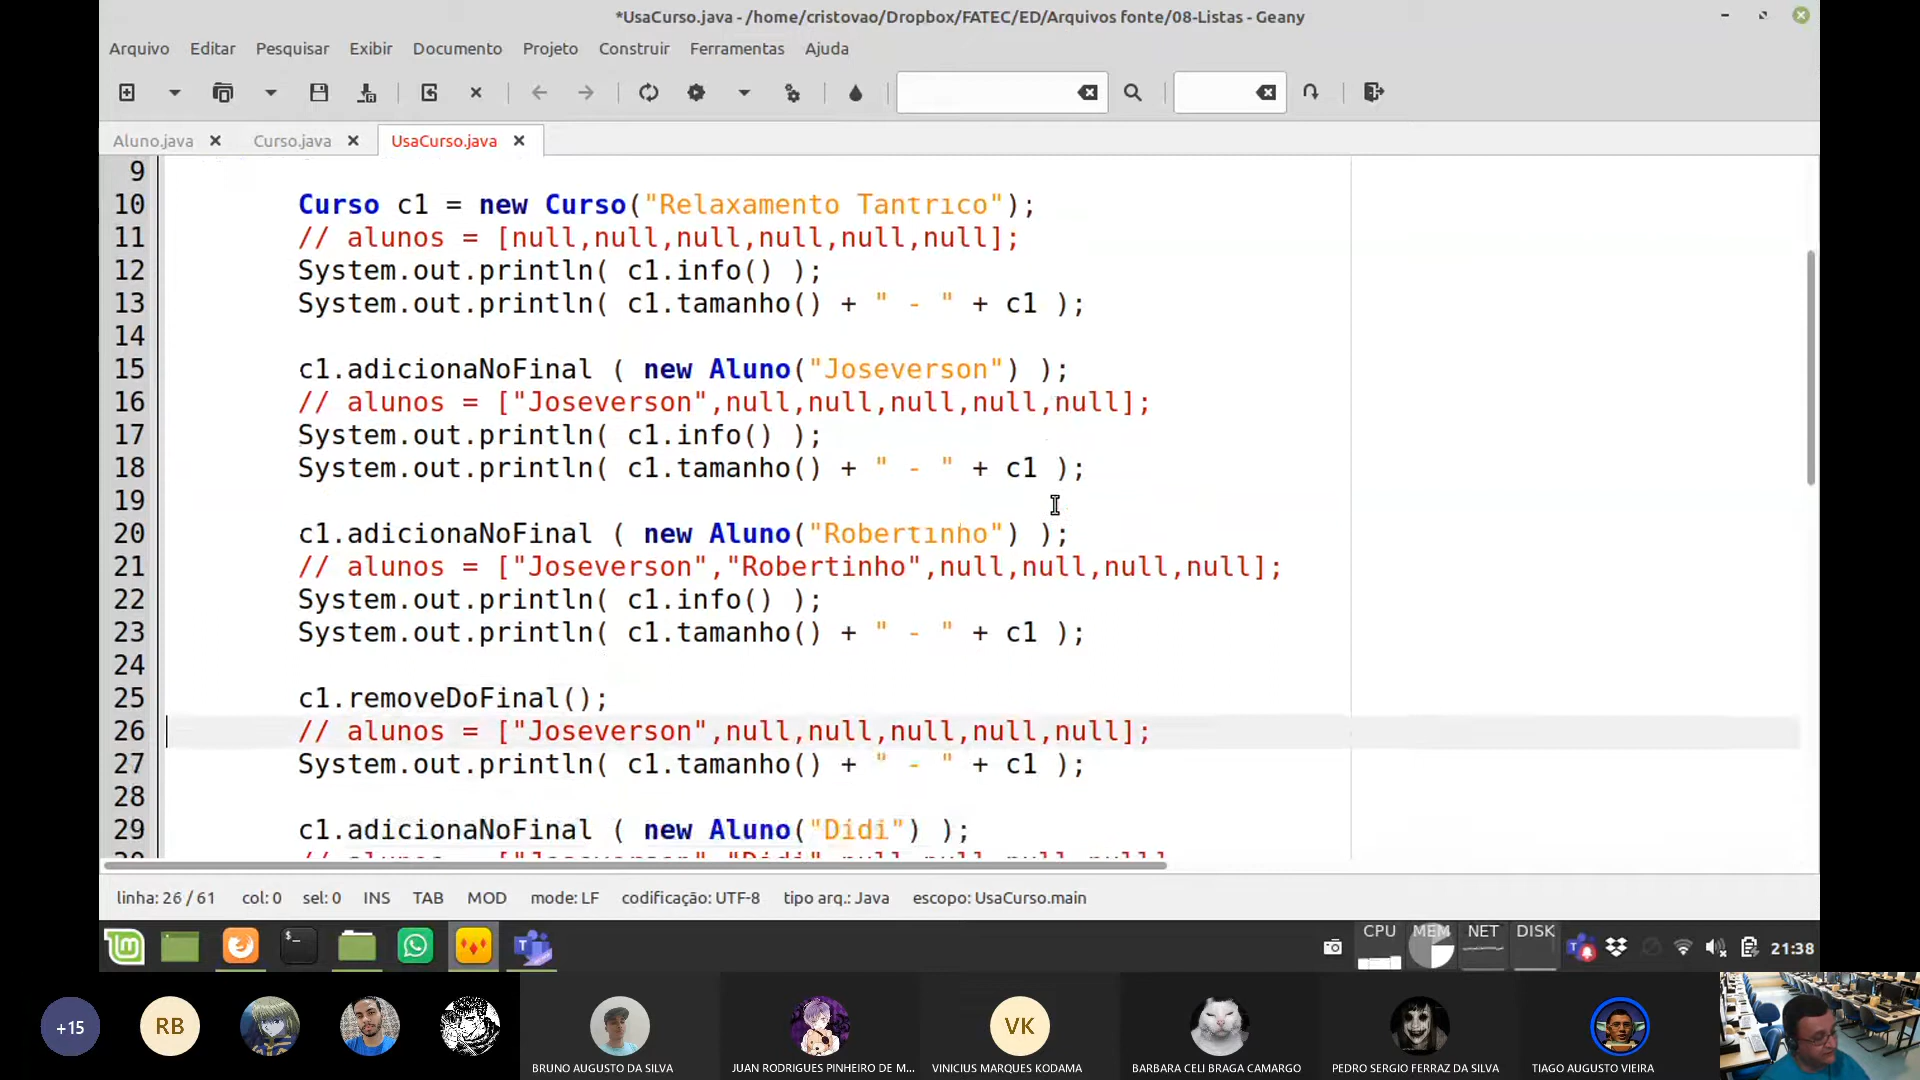 *UsaCurso.java - /home/cristovao/Dropbox/FATEC/ED/Arquivos fonte/08-Listas - Geany
Arquivo Editar Pesquisar Exibir Documento Projeto Construir Ferramentas Ajuda
Aluno.java Curso.java UsaCurso.java
9
10 Curso c1 = new Curso("Relaxamento Tantrico");
11 // alunos = [null,null,null,null,null,null];
12 System.out.println( c1.info() );
13 System.out.println( c1.tamanho() + " - " + c1 );
14
15 c1.adicionaNoFinal ( new Aluno("Joseverson") );
16 // alunos = ["Joseverson",null,null,null,null,null];
17 System.out.println( c1.info() );
18 System.out.println( c1.tamanho() + " - " + c1 );
19
20 c1.adicionaNoFinal ( new Aluno("Robertinho") );
21 // alunos = ["Joseverson","Robertinho",null,null,null,null];
22 System.out.println( c1.info() );
23 System.out.println( c1.tamanho() + " - " + c1 );
24
25 c1.removeDoFinal();
26 // alunos = ["Joseverson",null,null,null,null,null];
27 System.out.println( c1.tamanho() + " - " + c1 );
28
29 c1.adicionaNoFinal ( new Aluno("Didi") );
linha: 26 / 61 col: 0 sel: 0 INS TAB MOD mode: LF codificação: UTF-8 tipo arq.: Java escopo: UsaCurso.main
CPU MEM NET DISK 21:38
+15 RB VK
BRUNO AUGUSTO DA SILVA JUAN RODRIGUES PINHEIRO DE M... VINICIUS MARQUES KODAMA BARBARA CELI BRAGA CAMARGO PEDRO SERGIO FERRAZ DA SILVA TIAGO AUGUSTO VIEIRA